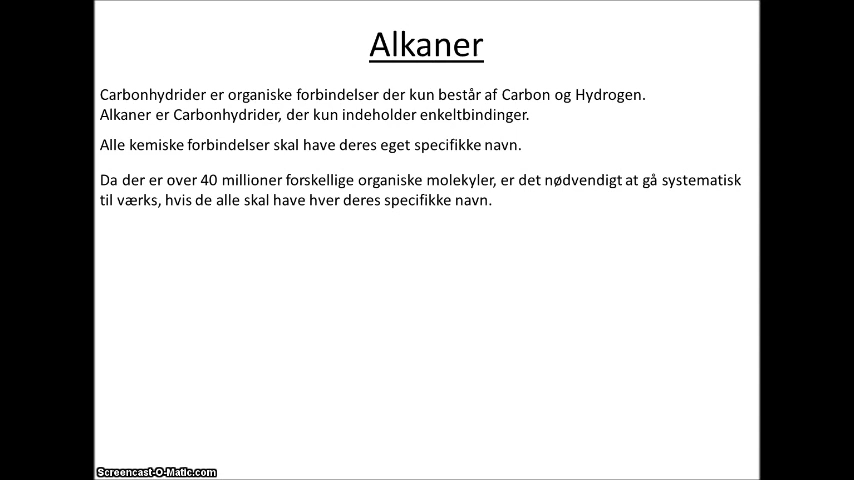 Alkaner
Carbonhydrider er organiske forbindelser der kun består af Carbon og Hydrogen.
Alkaner er Carbonhydrider, der kun indeholder enkeltbindinger.
Alle kemiske forbindelser skal have deres eget specifikke navn.
Da der er over 40 millioner forskellige organiske molekyler, er det nødvendigt at gå systematisk
til værks, hvis de alle skal have hver deres specifikke navn.
Screencast-O-Matic.com